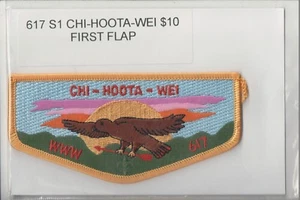 617 S1 CHI-HOOTA-WEI $10
FIRST FLAP
CHI - HOOTA - WEI
WWW 617